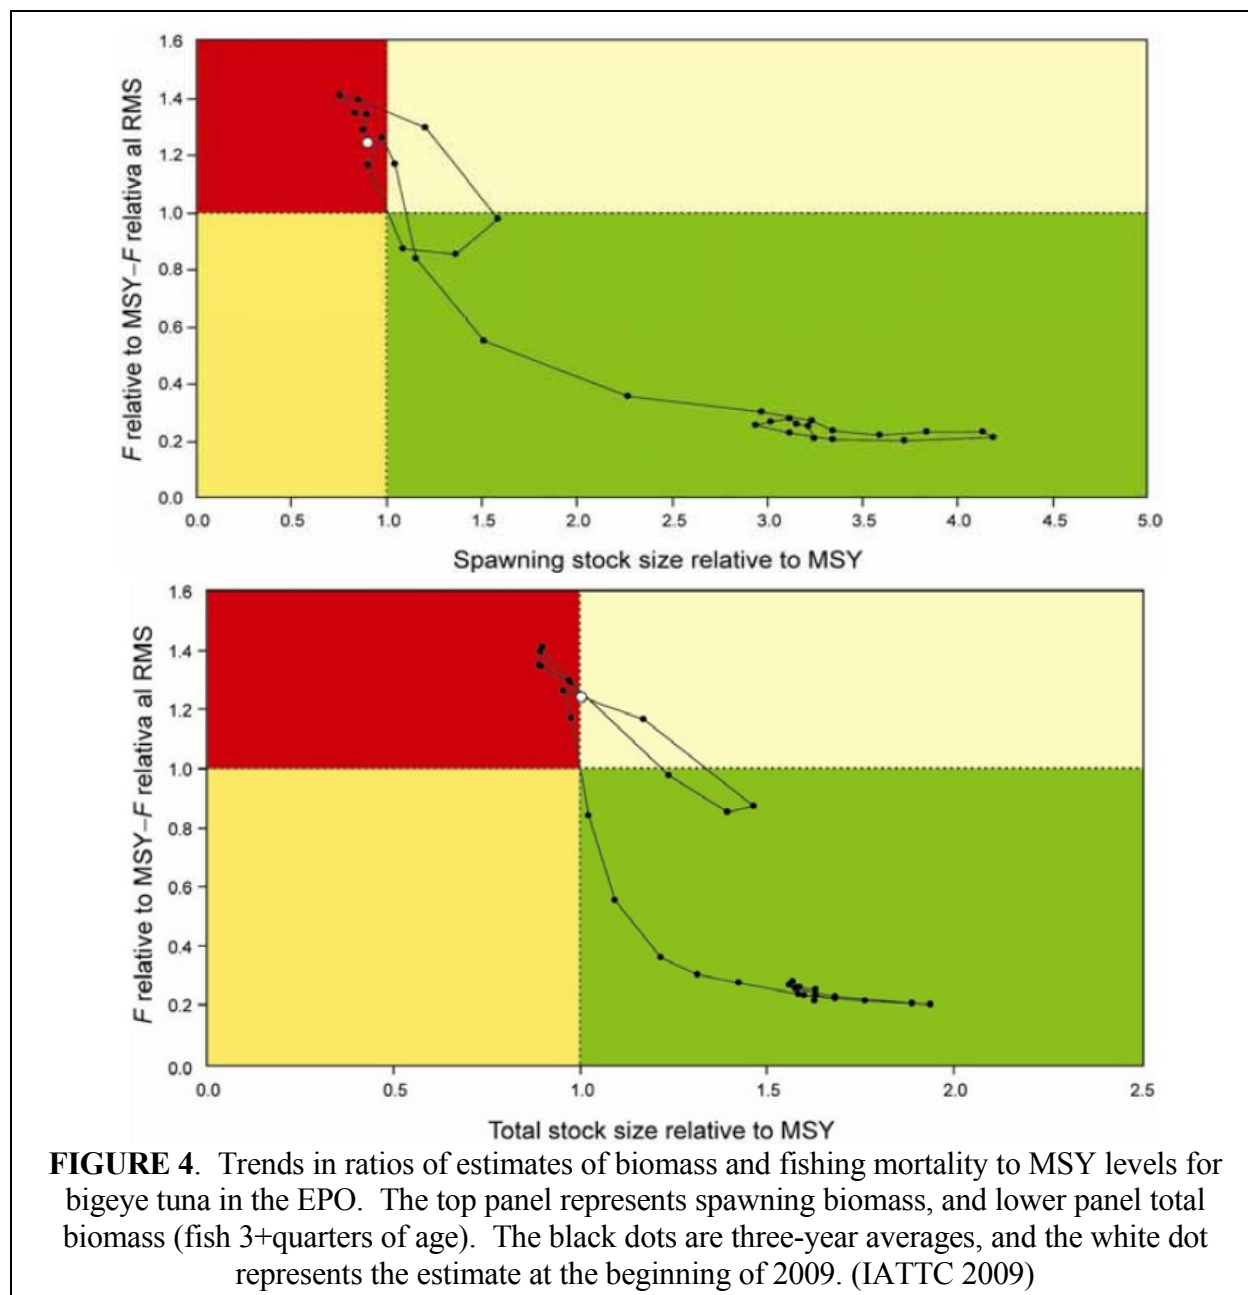 1.6
1.4
1.2
1.0
0.8
0.6
0.4
0.2
0.0
F relative to MSY–F relativa al RMS
0.0 0.5 1.0 1.5 2.0 2.5 3.0 3.5 4.0 4.5 5.0
Spawning stock size relative to MSY
1.6
1.4
1.2
1.0
0.8
0.6
0.4
0.2
0.0
F relative to MSY–F relativa al RMS
0.0 0.5 1.0 1.5 2.0 2.5
Total stock size relative to MSY
FIGURE 4. Trends in ratios of estimates of biomass and fishing mortality to MSY levels for
bigeye tuna in the EPO. The top panel represents spawning biomass, and lower panel total
biomass (fish 3+quarters of age). The black dots are three-year averages, and the white dot
represents the estimate at the beginning of 2009. (IATTC 2009)